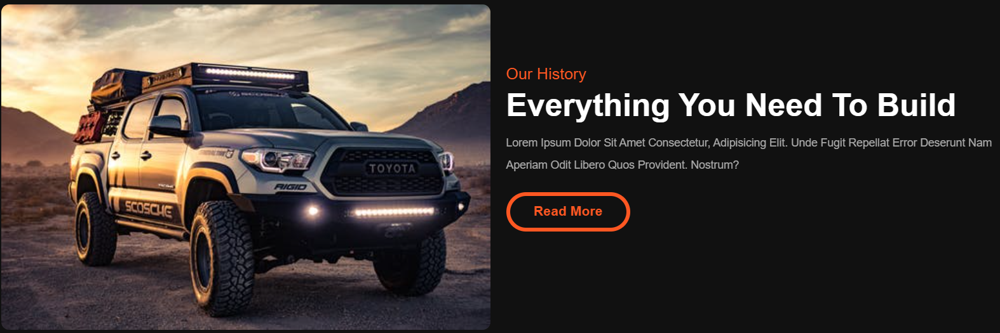 SCOSCHE
TOYOTA
RIGID
SCOSCHE
Our History
Everything You Need To Build
Lorem Ipsum Dolor Sit Amet Consectetur, Adipisicing Elit. Unde Fugit Repellat Error Deserunt Nam
Aperiam Odit Libero Quos Provident. Nostrum?
Read More